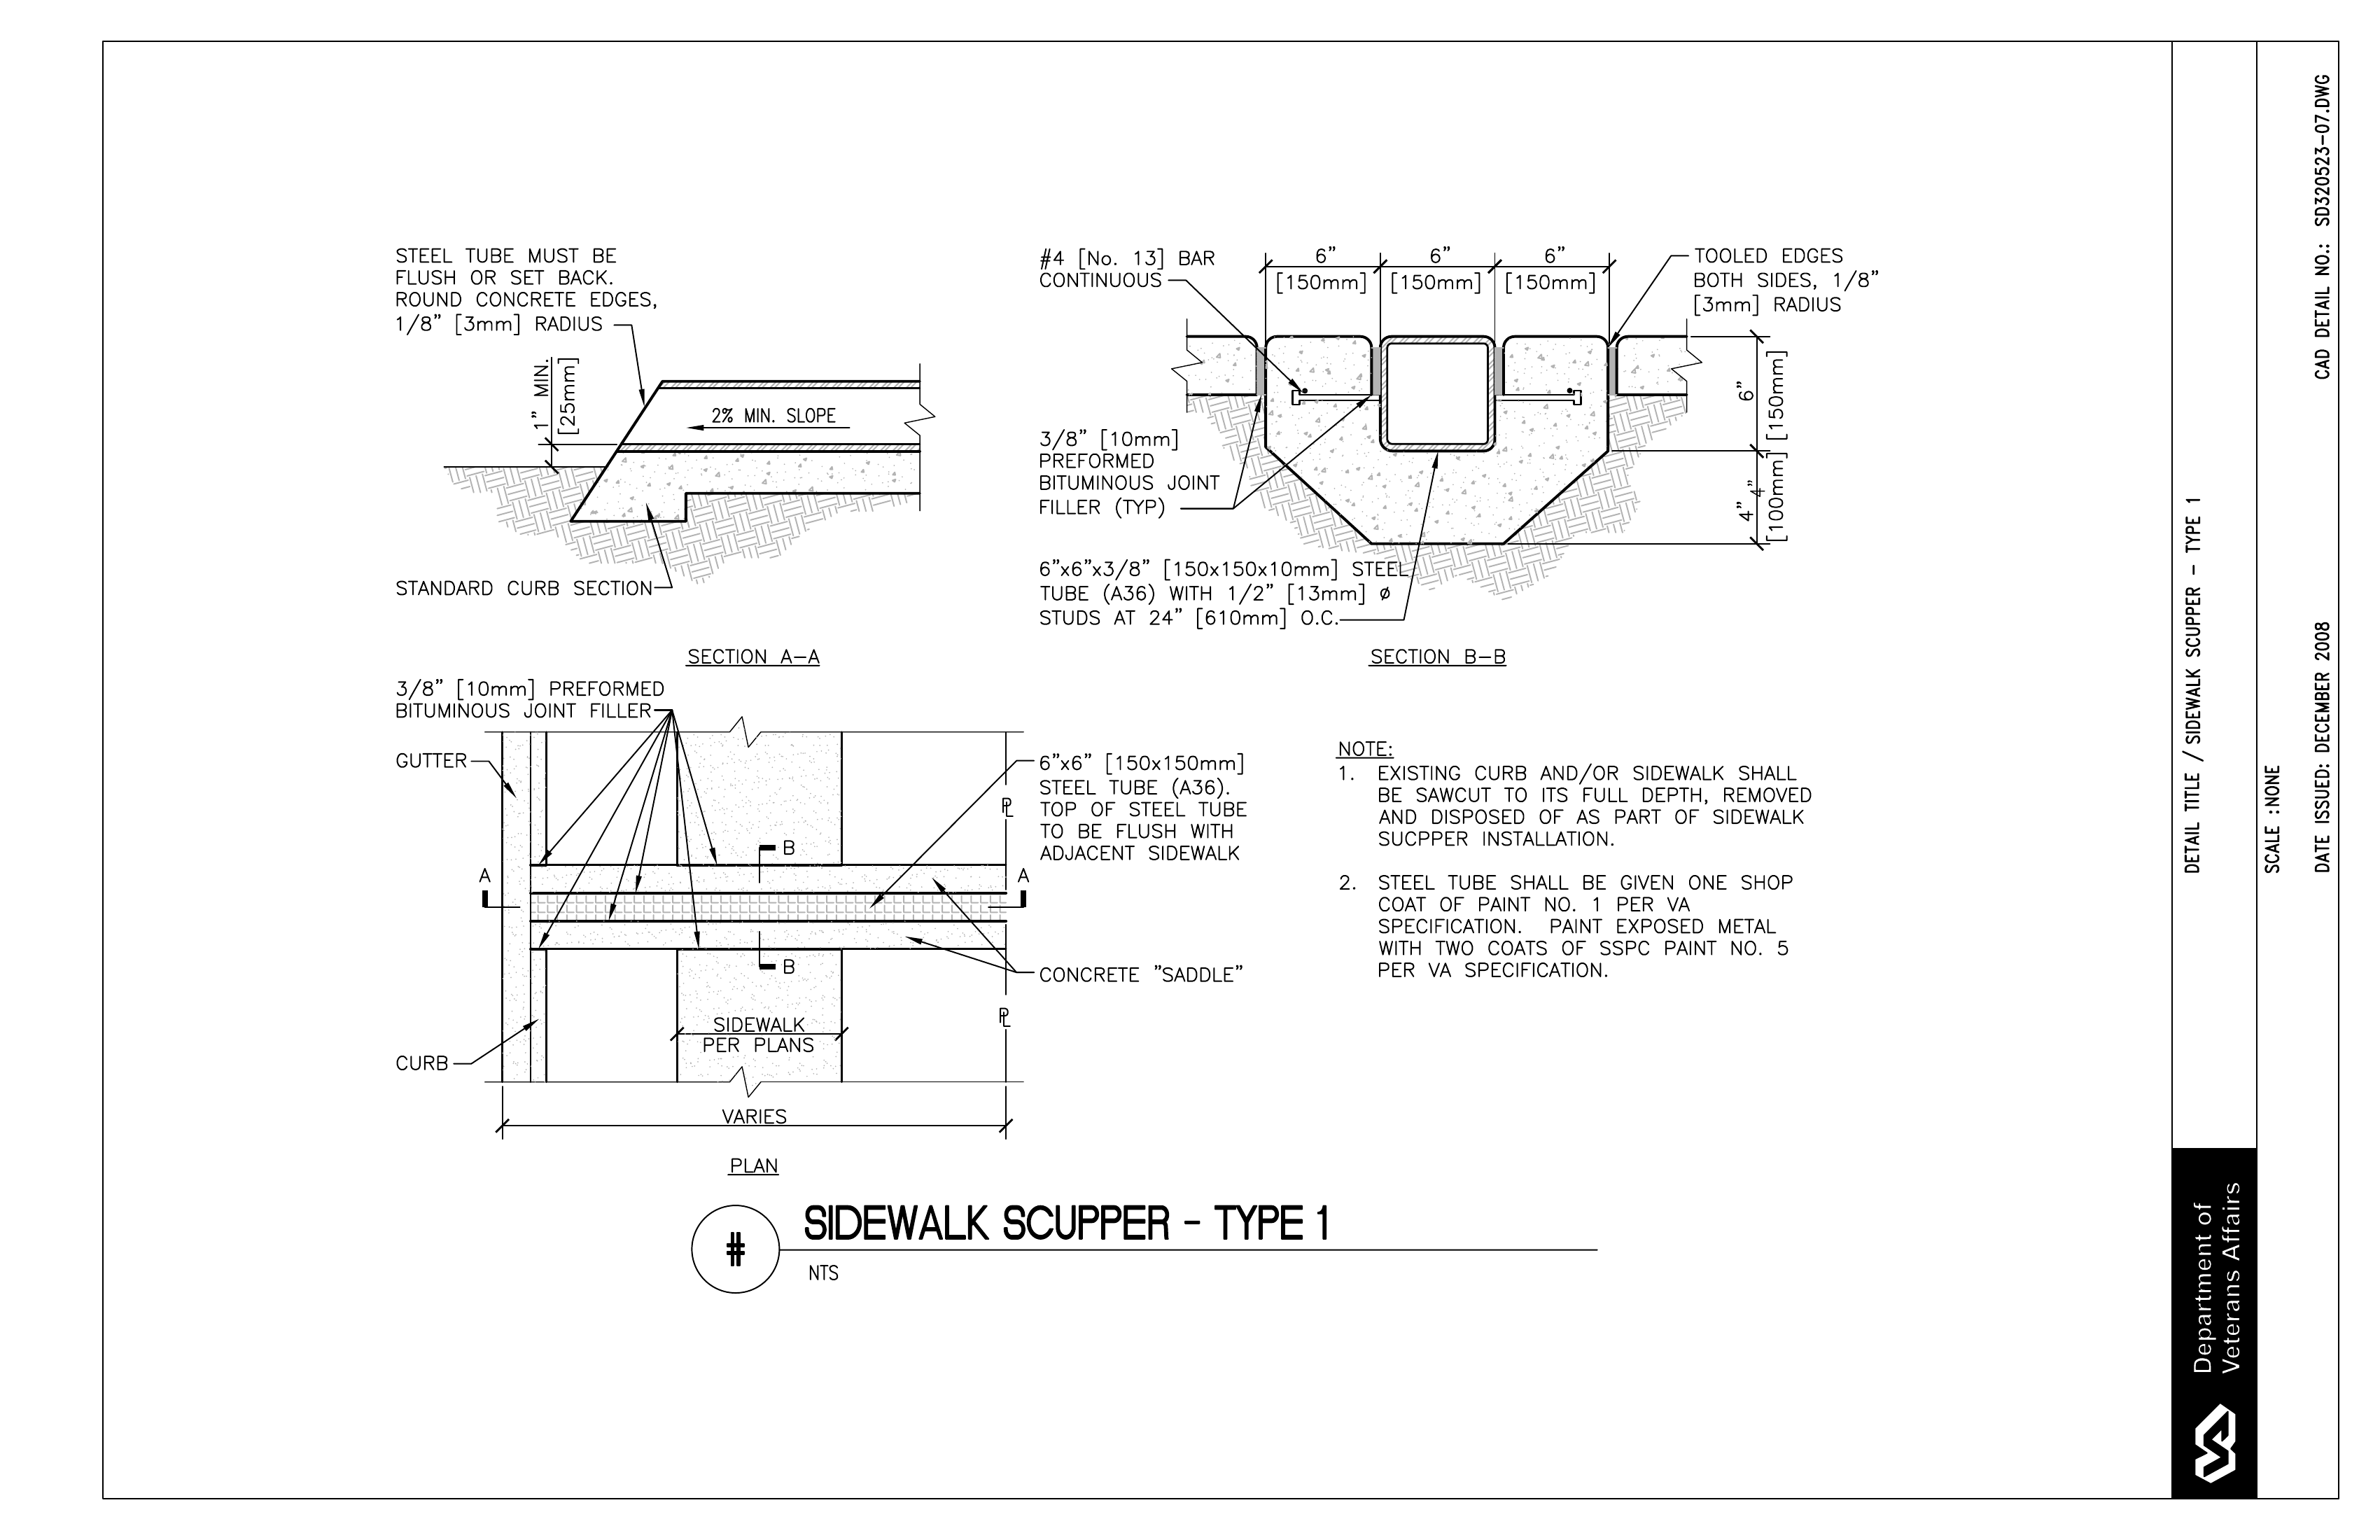 STEEL TUBE MUST BE
FLUSH OR SET BACK.
ROUND CONCRETE EDGES,
1/8" [3mm] RADIUS
1" MIN.
[25mm]
2% MIN. SLOPE
STANDARD CURB SECTION
SECTION A-A
#4 [No. 13] BAR
CONTINUOUS
6" 6" 6"
[150mm] [150mm] [150mm]
TOOLED EDGES
BOTH SIDES, 1/8"
[3mm] RADIUS
6"
[150mm]
4"
4"
[100mm]
3/8" [10mm]
PREFORMED
BITUMINOUS JOINT
FILLER (TYP)
6"x6"x3/8" [150x150x10mm] STEEL
TUBE (A36) WITH 1/2" [13mm] ø
STUDS AT 24" [610mm] O.C.
SECTION B-B
3/8" [10mm] PREFORMED
BITUMINOUS JOINT FILLER
GUTTER
6"x6" [150x150mm]
STEEL TUBE (A36).
TOP OF STEEL TUBE
TO BE FLUSH WITH
ADJACENT SIDEWALK
PL
B
A A
B
CONCRETE "SADDLE"
PL
SIDEWALK
PER PLANS
CURB
VARIES
PLAN
NOTE:
1. EXISTING CURB AND/OR SIDEWALK SHALL
BE SAWCUT TO ITS FULL DEPTH, REMOVED
AND DISPOSED OF AS PART OF SIDEWALK
SUCPPER INSTALLATION.
2. STEEL TUBE SHALL BE GIVEN ONE SHOP
COAT OF PAINT NO. 1 PER VA
SPECIFICATION. PAINT EXPOSED METAL
WITH TWO COATS OF SSPC PAINT NO. 5
PER VA SPECIFICATION.
# SIDEWALK SCUPPER - TYPE 1
NTS
DETAIL TITLE / SIDEWALK SCUPPER - TYPE 1
SCALE :NONE
DATE ISSUED: DECEMBER 2008
CAD DETAIL NO.: SD320523-07.DWG
Department of
Veterans Affairs